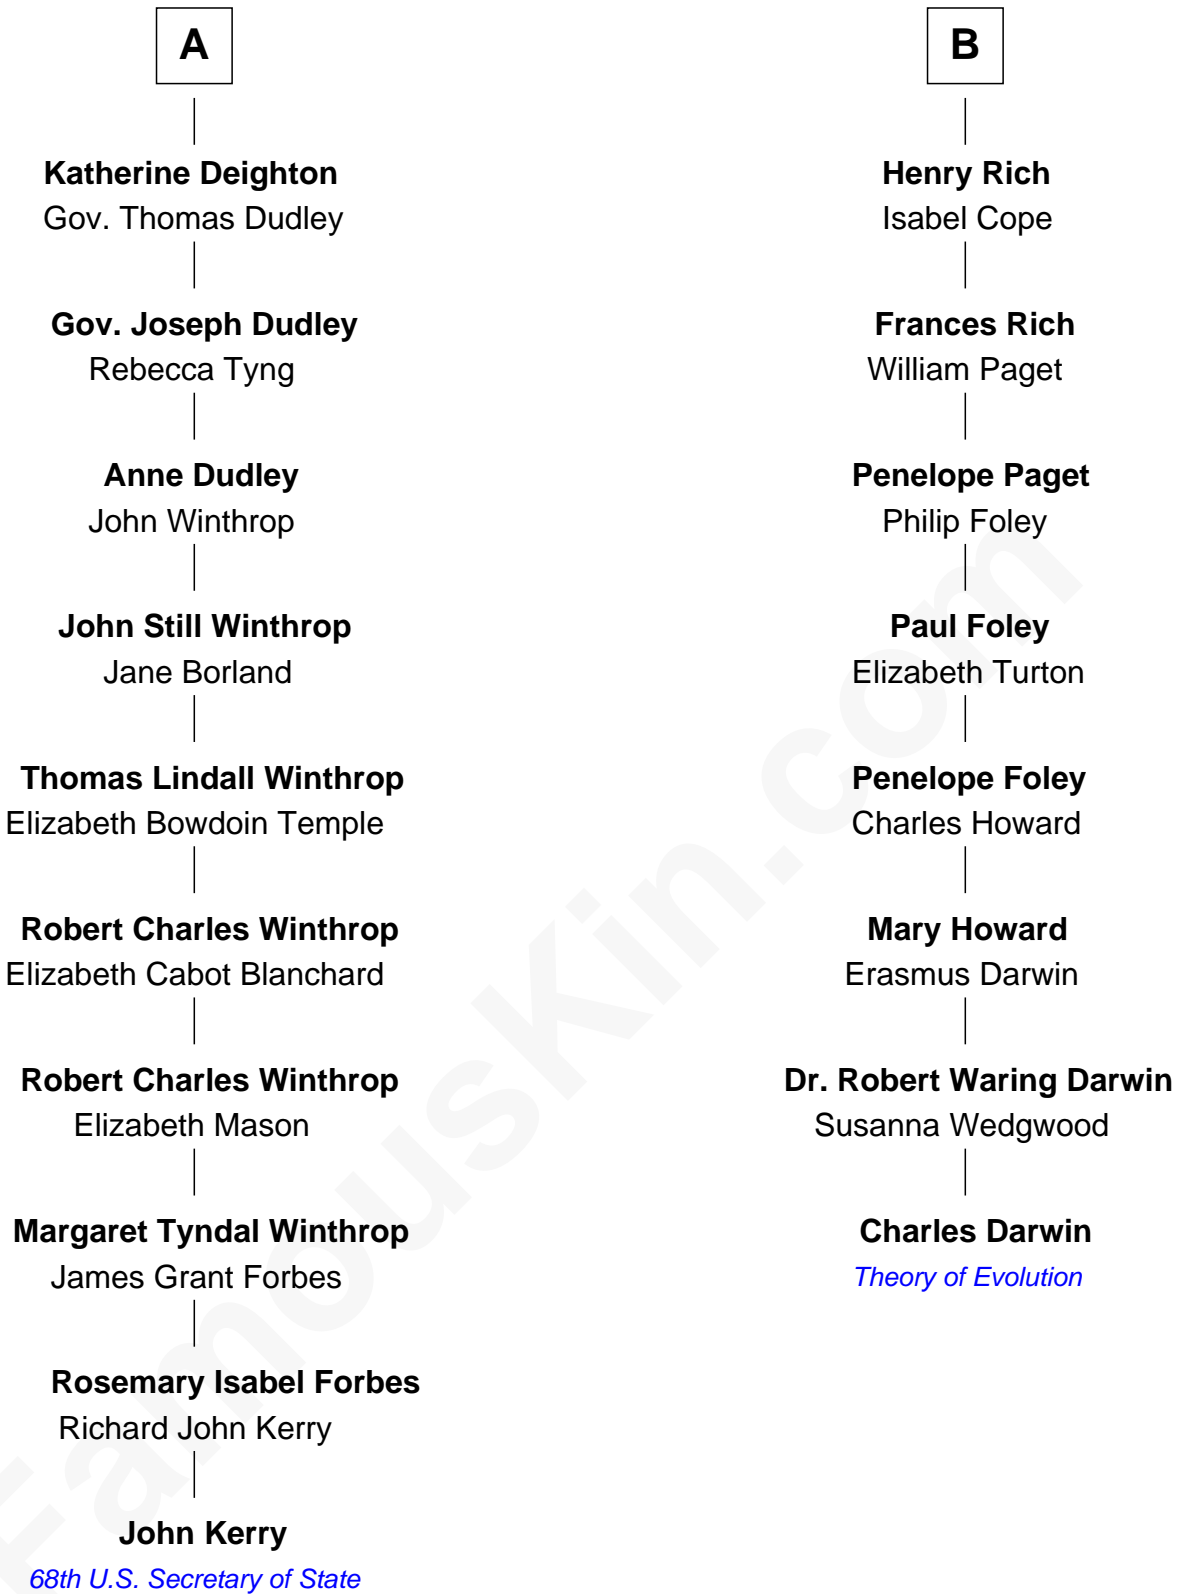 A
Katherine Deighton
Gov. Thomas Dudley
Gov. Joseph Dudley
Rebecca Tyng
Anne Dudley
John Winthrop
John Still Winthrop
Jane Borland
Thomas Lindall Winthrop
Elizabeth Bowdoin Temple
Robert Charles Winthrop
Elizabeth Cabot Blanchard
Robert Charles Winthrop
Elizabeth Mason
Margaret Tyndal Winthrop
James Grant Forbes
Rosemary Isabel Forbes
Richard John Kerry
John Kerry
68th U.S. Secretary of State
B
Henry Rich
Isabel Cope
Frances Rich
William Paget
Penelope Paget
Philip Foley
Paul Foley
Elizabeth Turton
Penelope Foley
Charles Howard
Mary Howard
Erasmus Darwin
Dr. Robert Waring Darwin
Susanna Wedgwood
Charles Darwin
Theory of Evolution
FamousKin.com